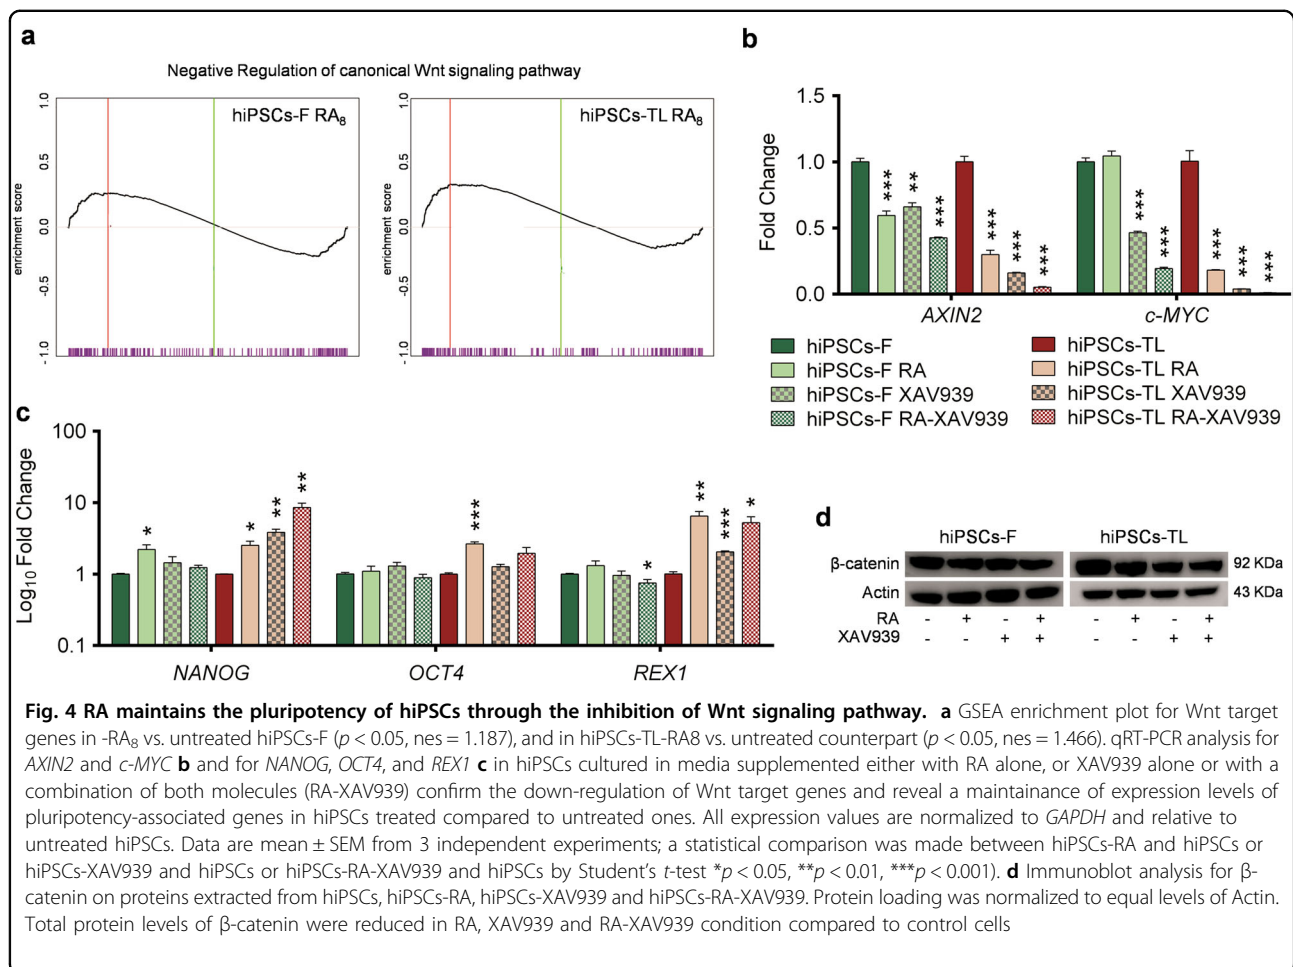 a
Negative Regulation of canonical Wnt signaling pathway
1.0
0.5
0.0
-0.5
-1.0
enrichment score
hiPSCs-F RA8
1.0
0.5
0.0
-0.5
-1.0
enrichment score
hiPSCs-TL RA8
b
Fold Change
1.5
1.0
0.5
0.0
***
**
***
***
***
***
***
***
***
***
***
AXIN2
c-MYC
hiPSCs-F
hiPSCs-F RA
hiPSCs-F XAV939
hiPSCs-F RA-XAV939
hiPSCs-TL
hiPSCs-TL RA
hiPSCs-TL XAV939
hiPSCs-TL RA-XAV939
c
Log10 Fold Change
100
10
1
0.1
*
*
**
**
***
*
**
***
*
NANOG
OCT4
REX1
d
hiPSCs-F
hiPSCs-TL
β-catenin
92 KDa
Actin
43 KDa
RA - + - + - + - +
XAV939 - - + + - - + +
Fig. 4 RA maintains the pluripotency of hiPSCs through the inhibition of Wnt signaling pathway. a GSEA enrichment plot for Wnt target
genes in -RA8 vs. untreated hiPSCs-F (p < 0.05, nes = 1.187), and in hiPSCs-TL-RA8 vs. untreated counterpart (p < 0.05, nes = 1.466). qRT-PCR analysis for
AXIN2 and c-MYC b and for NANOG, OCT4, and REX1 c in hiPSCs cultured in media supplemented either with RA alone, or XAV939 alone or with a
combination of both molecules (RA-XAV939) confirm the down-regulation of Wnt target genes and reveal a maintainance of expression levels of
pluripotency-associated genes in hiPSCs treated compared to untreated ones. All expression values are normalized to GAPDH and relative to
untreated hiPSCs. Data are mean ± SEM from 3 independent experiments; a statistical comparison was made between hiPSCs-RA and hiPSCs or
hiPSCs-XAV939 and hiPSCs or hiPSCs-RA-XAV939 and hiPSCs by Student's t-test *p < 0.05, **p < 0.01, ***p < 0.001). d Immunoblot analysis for β-
catenin on proteins extracted from hiPSCs, hiPSCs-RA, hiPSCs-XAV939 and hiPSCs-RA-XAV939. Protein loading was normalized to equal levels of Actin.
Total protein levels of β-catenin were reduced in RA, XAV939 and RA-XAV939 condition compared to control cells